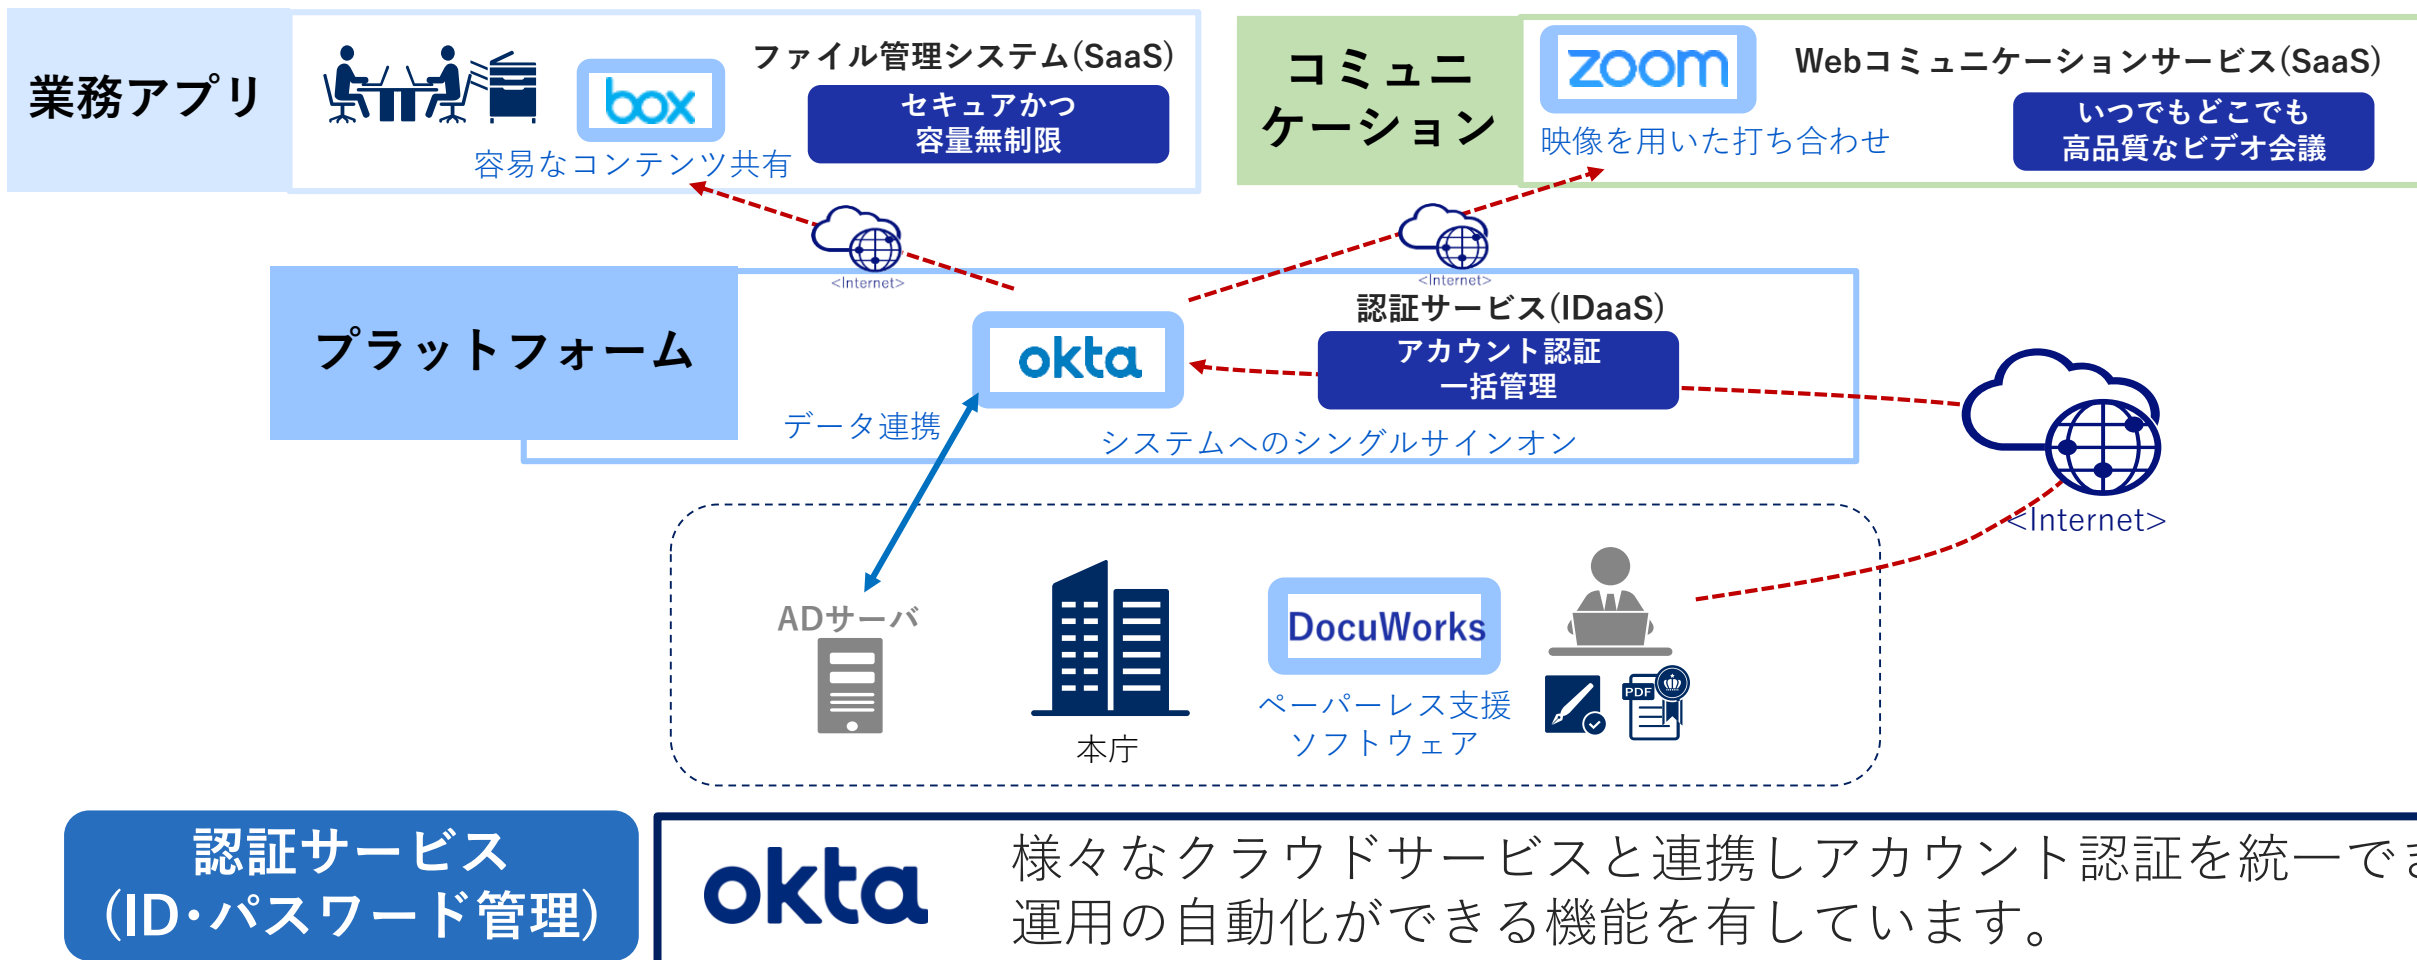 業務アプリ
box
容易なコンテンツ共有
ファイル管理システム(SaaS)
セキュアかつ
容量無制限
コミュニ
ケーション
zoom
映像を用いた打ち合わせ
Webコミュニケーションサービス(SaaS)
いつでもどこでも
高品質なビデオ会議
<Internet>
<Internet>
プラットフォーム
okta
認証サービス(IDaaS)
アカウント認証
一括管理
データ連携
システムへのシングルサインオン
<Internet>
ADサーバ
本庁
DocuWorks
ペーパーレス支援
ソフトウェア
PDF
認証サービス
(ID・パスワード管理)
okta
様々なクラウドサービスと連携しアカウント認証を統一でき
運用の自動化ができる機能を有しています。